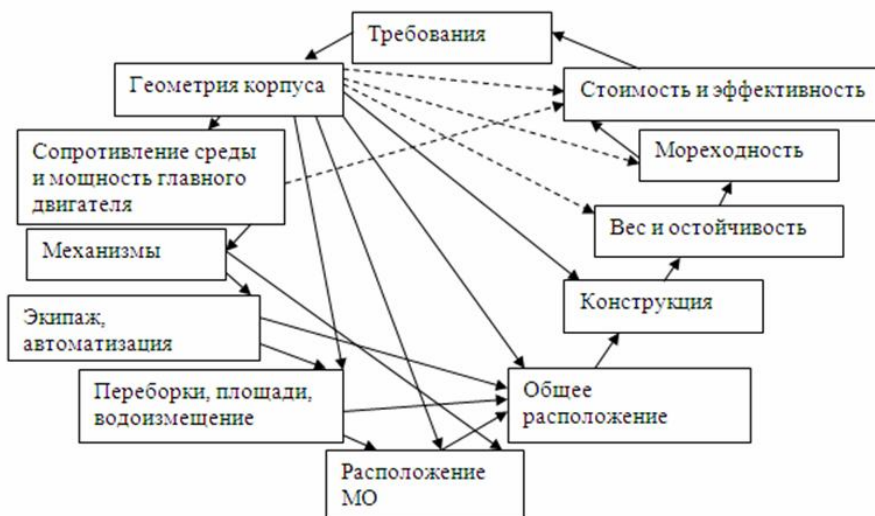 Требования
Геометрия корпуса
Стоимость и эффективность
Сопротивление среды
и мощность главного
двигателя
Мореходность
Вес и остойчивость
Механизмы
Конструкция
Экипаж,
автоматизация
Переборки, площади,
водоизмещение
Общее
расположение
Расположение
МО